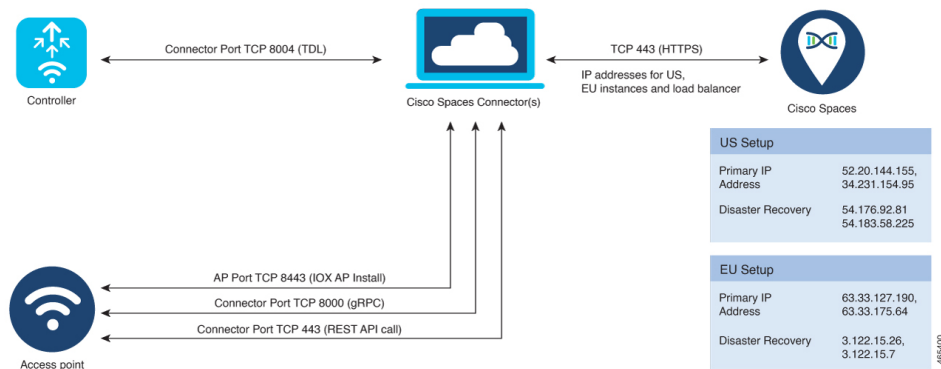 Connector Port TCP 8004 (TDL)
Controller
Cisco Spaces Connector(s)
TCP 443 (HTTPS)
IP addresses for US,
EU instances and load balancer
Cisco Spaces
US Setup
Primary IP 52.20.144.155,
Address 34.231.154.95
Disaster Recovery 54.176.92.81
54.183.58.225
AP Port TCP 8443 (IOX AP Install)
Connector Port TCP 8000 (gRPC)
Connector Port TCP 443 (REST API call)
Access point
EU Setup
Primary IP 63.33.127.190,
Address 63.33.175.64
Disaster Recovery 3.122.15.26,
3.122.15.7